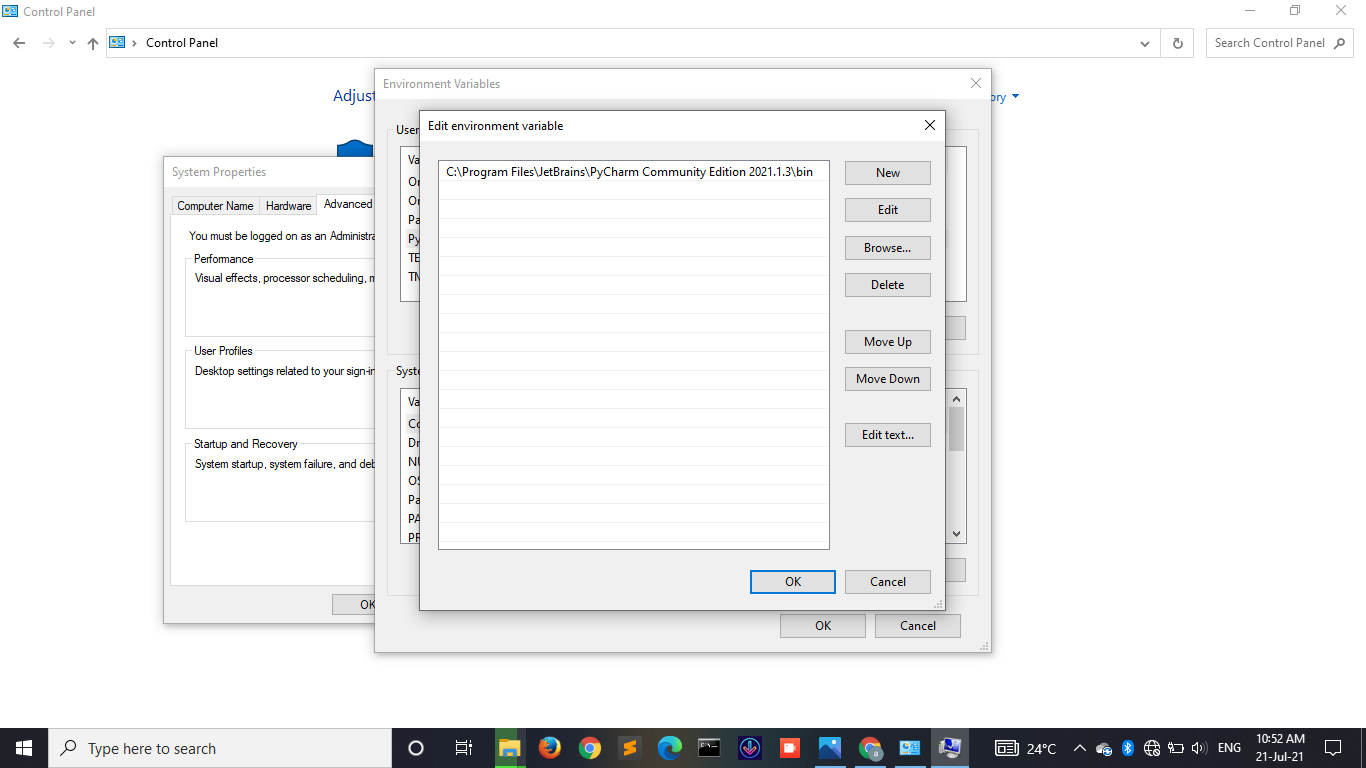 Control Panel
Control Panel
Search Control Panel
Adjust
ory
Environment Variables
User
Va
On
On
Pa
Py
TE
TM
Syste
Va
Co
Dr
NU
OS
Pa
PA
PR
OK
Cancel
Edit environment variable
C:\Program Files\JetBrains\PyCharm Community Edition 2021.1.3\bin
New
Edit
Browse...
Delete
Move Up
Move Down
Edit text...
OK
Cancel
System Properties
Computer Name
Hardware
Advanced
You must be logged on as an Administra
Performance
Visual effects, processor scheduling, m
User Profiles
Desktop settings related to your sign-in
Startup and Recovery
System startup, system failure, and deb
OK
Type here to search
24°C
ENG
10:52 AM
21-Jul-21